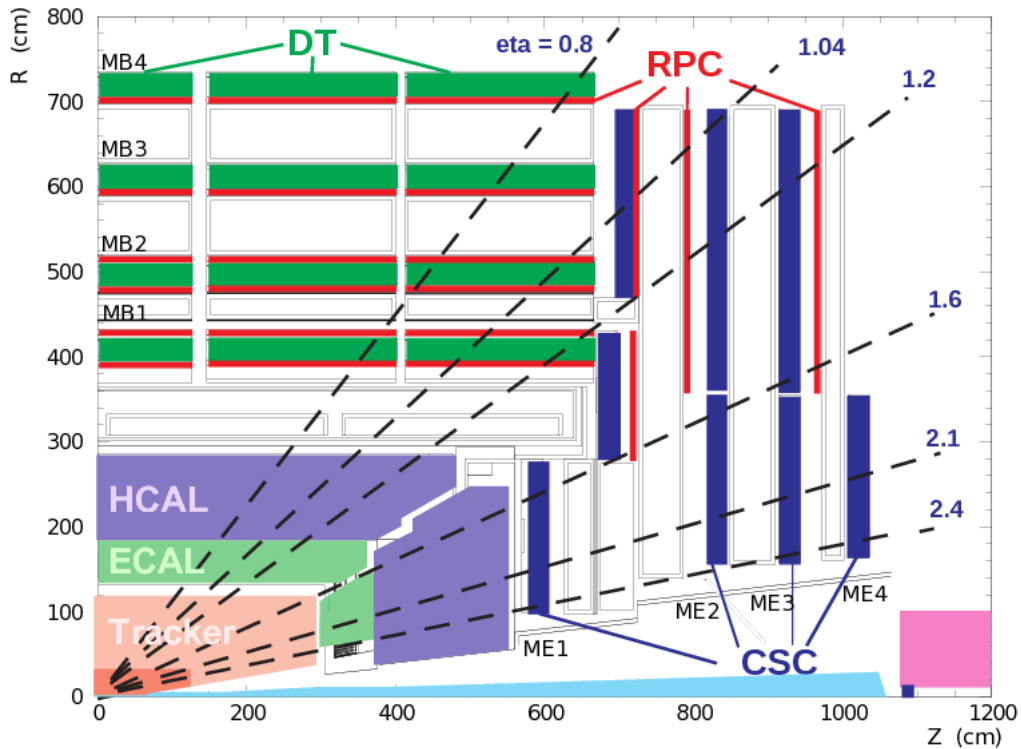 R (cm)
800
700
600
500
400
300
200
100
0
MB4
MB3
MB2
MB1
DT
eta = 0.8
RPC
1.04
1.2
1.6
2.1
2.4
HCAL
ECAL
Tracker
ME1
ME2
ME3
ME4
CSC
0
200
400
600
800
1000
1200
Z (cm)